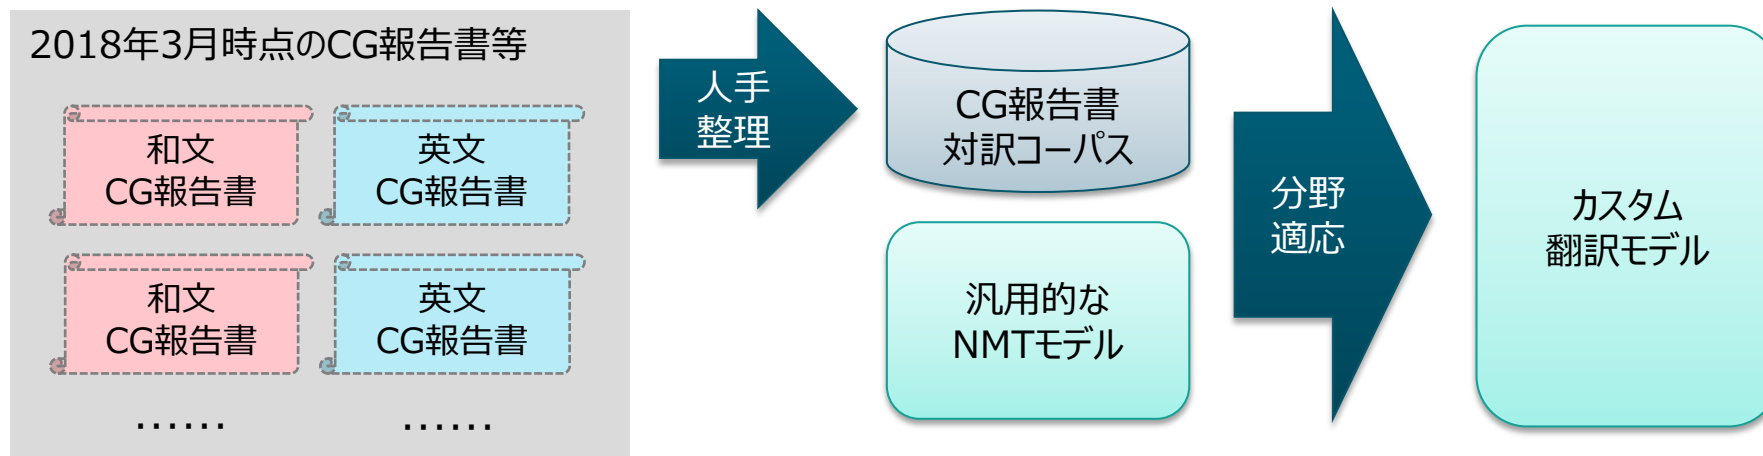 2018年3月時点のCG報告書等
和文
CG報告書
英文
CG報告書
和文
CG報告書
英文
CG報告書
……
……
人手
整理
CG報告書
対訳コーパス
汎用的な
NMTモデル
分野
適応
カスタム
翻訳モデル